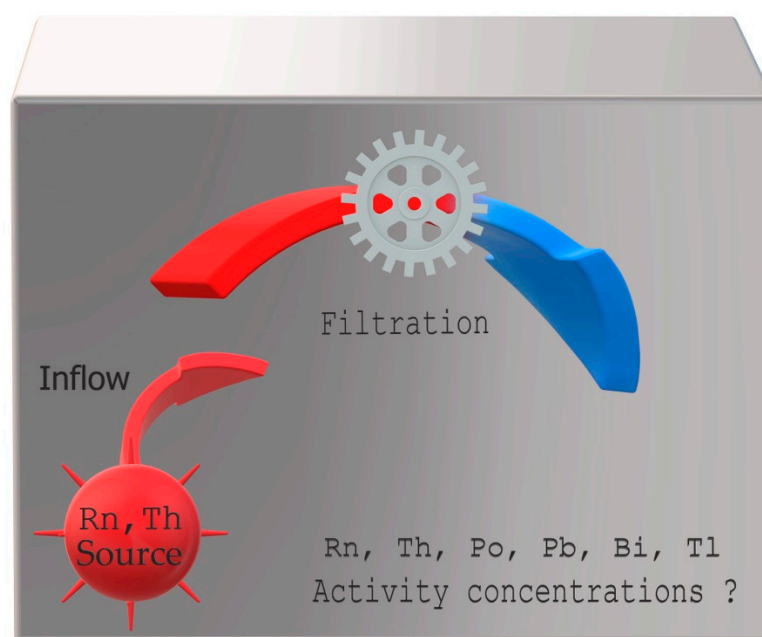 Filtration
Inflow
Rn, Th
Source
Rn, Th, Po, Pb, Bi, Tl
Activity concentrations ?